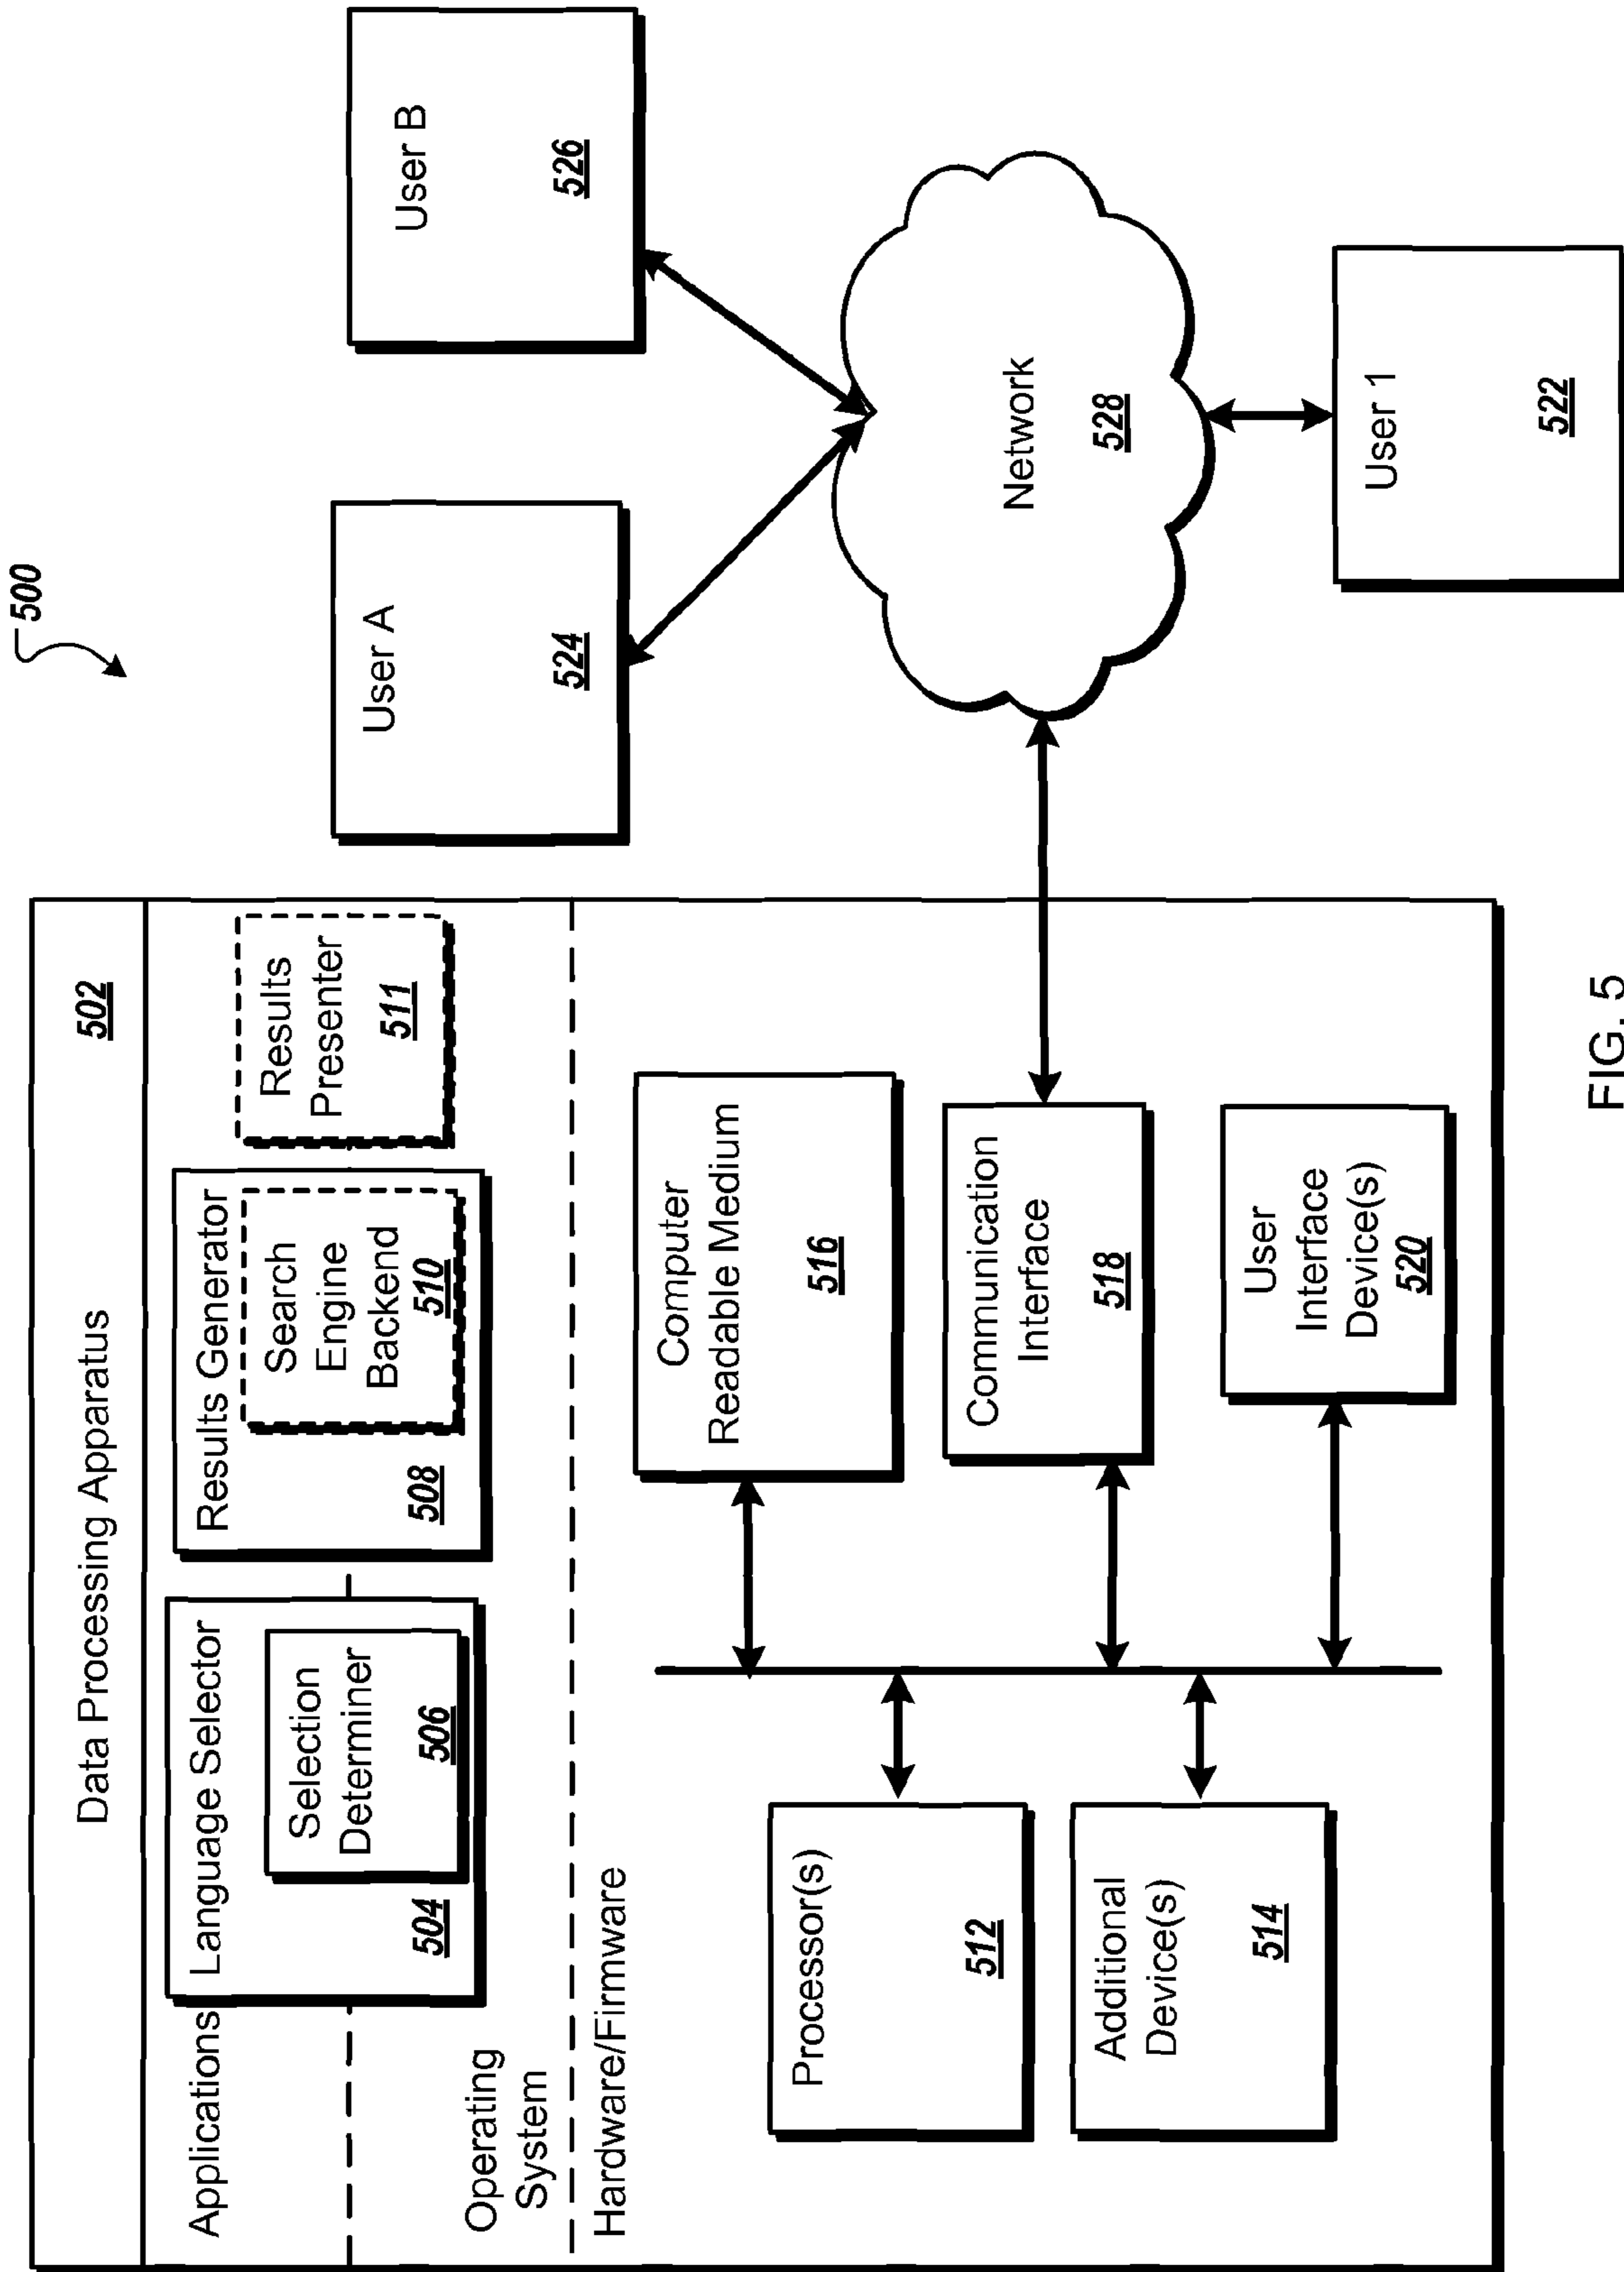 500
Data Processing Apparatus
502
Applications
Language Selector
Selection
Determiner
506
504
Results Generator
Search
Engine
Backend
510
508
Results
Presenter
511
Operating
System
Hardware/Firmware
Processor(s)
512
Additional
Device(s)
514
Computer
Readable Medium
516
Communication
Interface
518
User
Interface
Device(s)
520
User A
524
User B
526
Network
528
User 1
522
FIG. 5